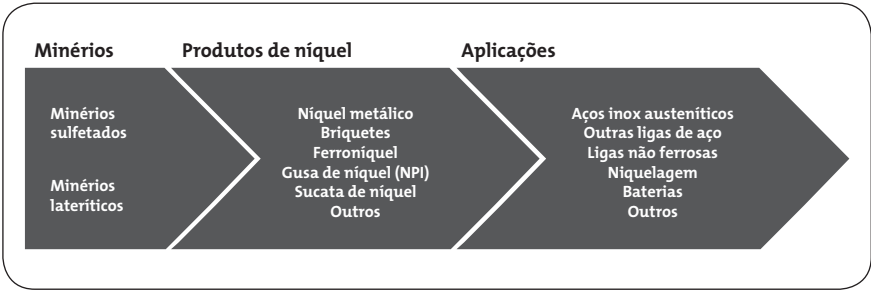 Minérios
Produtos de níquel
Aplicações
Minérios
sulfetados
Minérios
lateríticos
Níquel metálico
Briquetes
Ferroníquel
Gusa de níquel (NPI)
Sucata de níquel
Outros
Aços inox austeníticos
Outras ligas de aço
Ligas não ferrosas
Niquelagem
Baterias
Outros